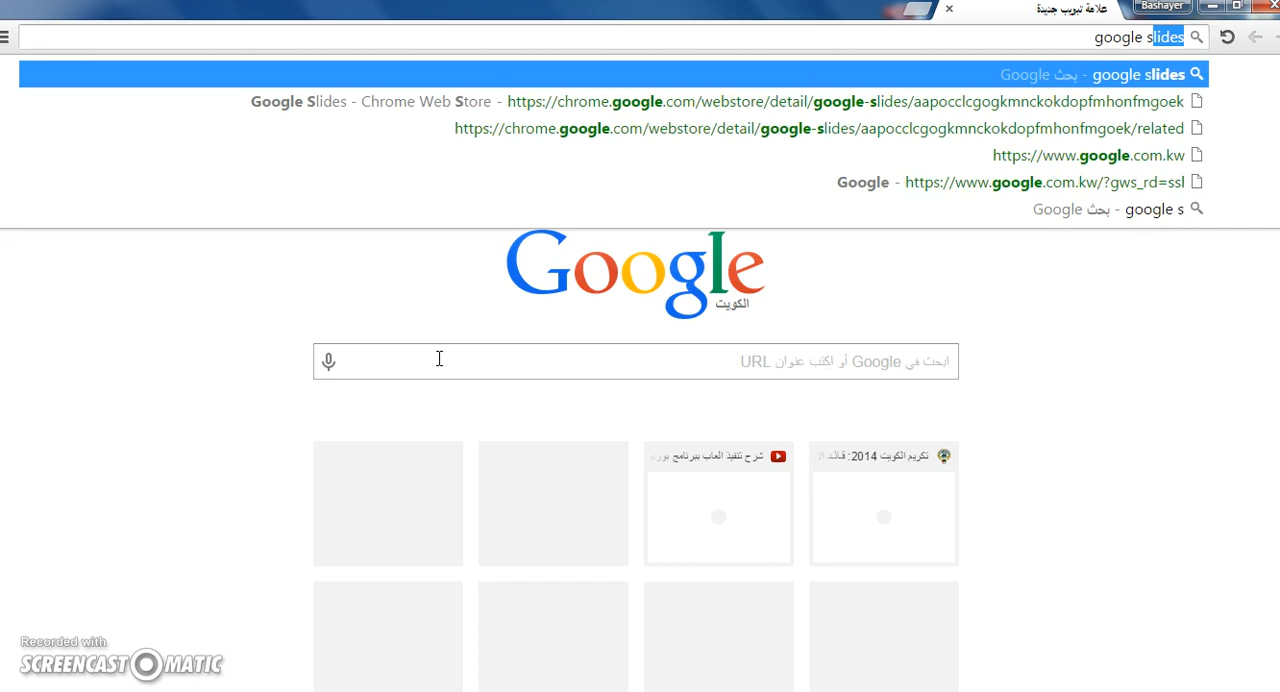 علامة تبويب جديدة
Bashayer
google slides
google slides - بحث Google
Google Slides - Chrome Web Store - https://chrome.google.com/webstore/detail/google-slides/aapocclcgogkmnckokdopfmhonfmgoek
https://chrome.google.com/webstore/detail/google-slides/aapocclcgogkmnckokdopfmhonfmgoek/related
https://www.google.com.kw
Google - https://www.google.com.kw/?gws_rd=ssl
google s - بحث Google
Google
الكويت
ابحث في Google أو اكتب عنوان URL
تكريم الكويت 2014: قائد
شرح تنفيذ العاب ببرنامج
Recorded with
SCREENCAST-O-MATIC